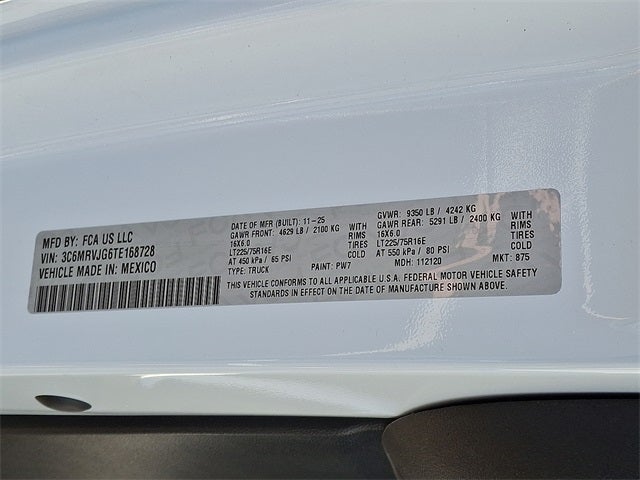 MFD BY: FCA US LLC
VIN: 3C6MRVJG6TE168728
VEHICLE MADE IN: MEXICO
DATE OF MFR (BUILT): 11-25
GAWR FRONT: 4629 LB / 2100 KG WITH
16X6.0 RIMS
LT225/75R16E TIRES
AT 450 kPa / 65 PSI COLD
TYPE: TRUCK PAINT: PW7
GVWR: 9350 LB / 4242 KG
GAWR REAR: 5291 LB / 2400 KG WITH
16X6.0 RIMS
LT225/75R16E TIRES
AT 550 kPa / 80 PSI COLD
MDH: 112120 MKT: 875
THIS VEHICLE CONFORMS TO ALL APPLICABLE U.S.A. FEDERAL MOTOR VEHICLE SAFETY
STANDARDS IN EFFECT ON THE DATE OF MANUFACTURE SHOWN ABOVE.